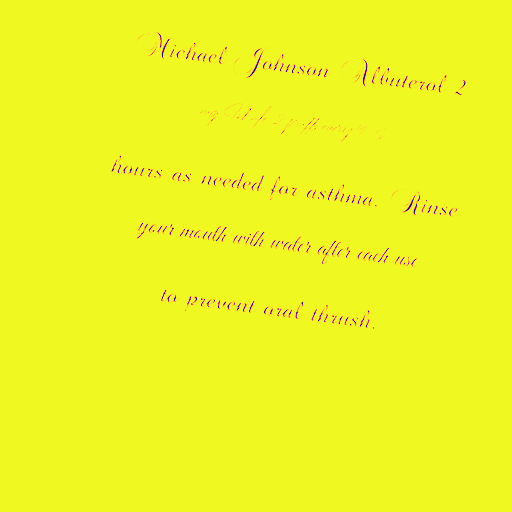 Michael Johnson Albuterol 2
hours as needed for asthma. Rinse
your mouth with water after each use
to prevent oral thrush.